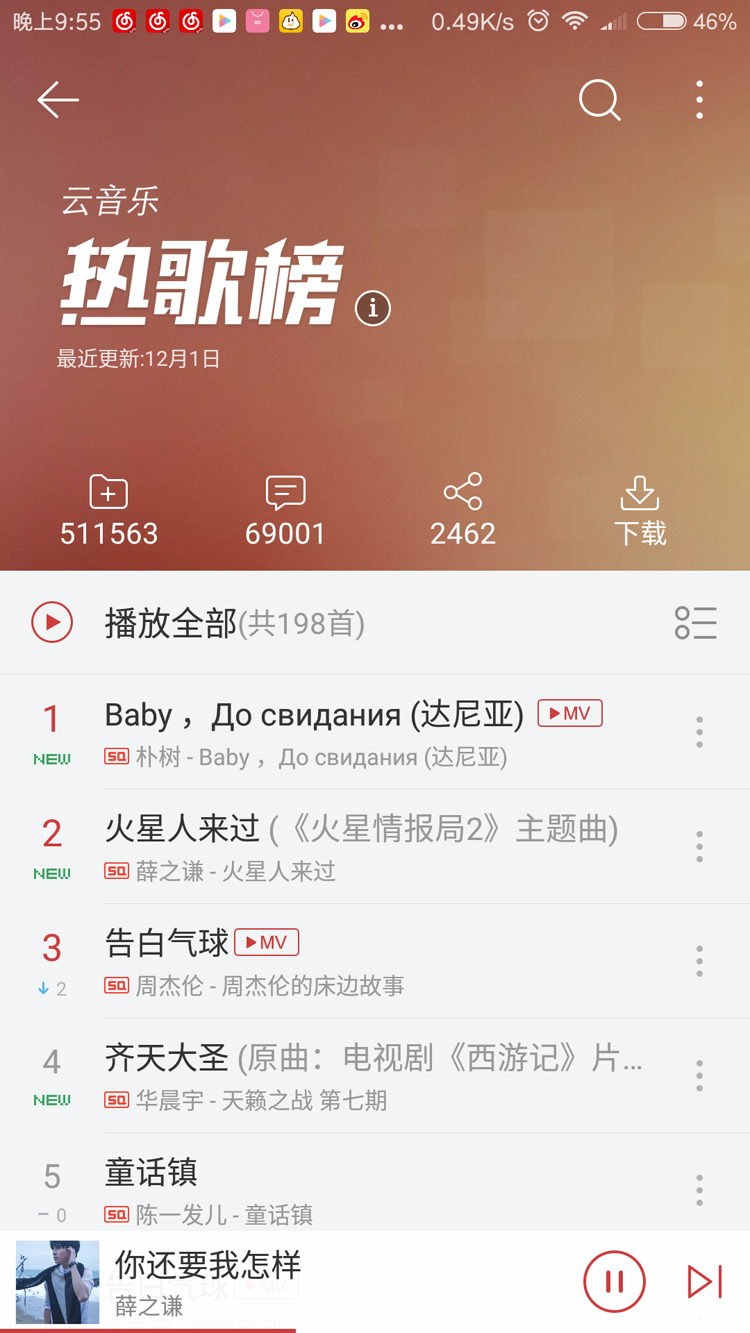 晚上9:55
0.49K/s
46%
云音乐
热歌榜
最近更新:12月1日
511563
69001
2462
下载
播放全部(共198首)
1
Baby ，До свидания (达尼亚) MV
NEW
SQ 朴树 - Baby ，До свидания (达尼亚)
2
火星人来过 (《火星情报局2》主题曲)
NEW
SQ 薛之谦 - 火星人来过
3
告白气球 MV
2
SQ 周杰伦 - 周杰伦的床边故事
4
齐天大圣 (原曲：电视剧《西游记》片...
NEW
SQ 华晨宇 - 天籁之战 第七期
5
童话镇
0
SQ 陈一发儿 - 童话镇
你还要我怎样
告白气球 MV
薛之谦